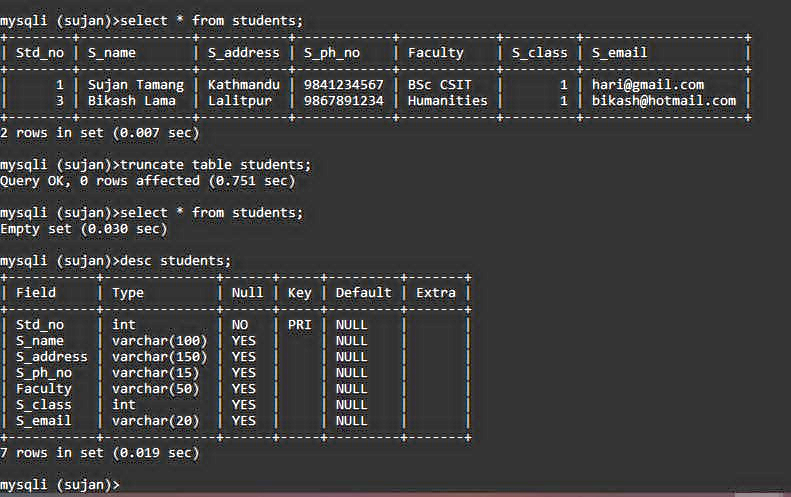 mysqli (sujan)>select * from students;
+--------+--------------+-----------+------------+------------+---------+--------------------+
| Std_no | S_name       | S_address | S_ph_no    | Faculty    | S_class | S_email            |
+--------+--------------+-----------+------------+------------+---------+--------------------+
|      1 | Sujan Tamang | Kathmandu | 9841234567 | BSc CSIT   |       1 | hari@gmail.com     |
|      3 | Bikash Lama  | Lalitpur  | 9867891234 | Humanities |       1 | bikash@hotmail.com |
+--------+--------------+-----------+------------+------------+---------+--------------------+
2 rows in set (0.007 sec)
mysqli (sujan)>truncate table students;
Query OK, 0 rows affected (0.751 sec)
mysqli (sujan)>select * from students;
Empty set (0.030 sec)
mysqli (sujan)>desc students;
+-----------+--------------+------+-----+---------+-------+
| Field     | Type         | Null | Key | Default | Extra |
+-----------+--------------+------+-----+---------+-------+
| Std_no    | int          | NO   | PRI | NULL    |       |
| S_name    | varchar(100) | YES  |     | NULL    |       |
| S_address | varchar(150) | YES  |     | NULL    |       |
| S_ph_no   | varchar(15)  | YES  |     | NULL    |       |
| Faculty   | varchar(50)  | YES  |     | NULL    |       |
| S_class   | int          | YES  |     | NULL    |       |
| S_email   | varchar(20)  | YES  |     | NULL    |       |
+-----------+--------------+------+-----+---------+-------+
7 rows in set (0.019 sec)
mysqli (sujan)>